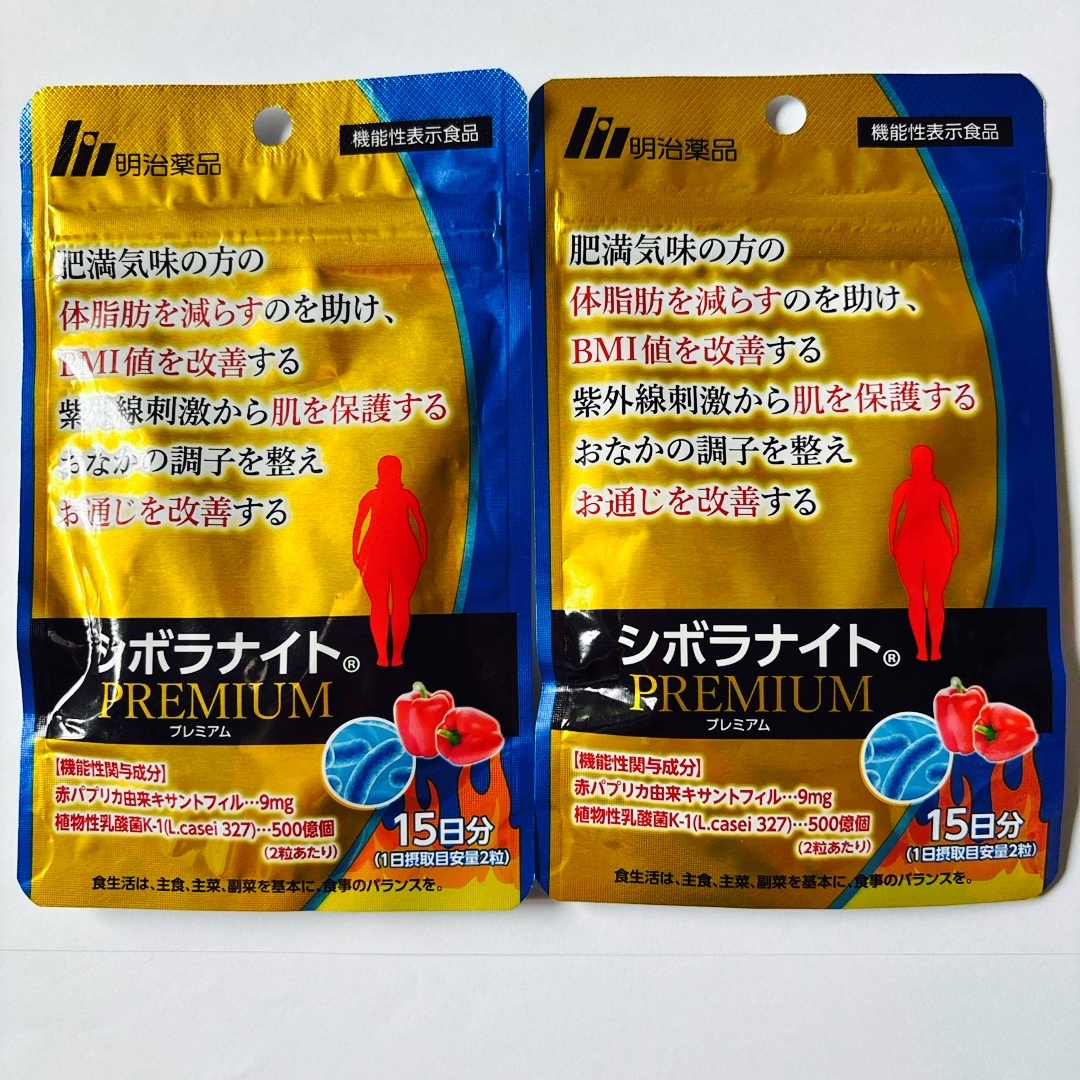 明治薬品
機能性表示食品
肥満気味の方の
体脂肪を減らすのを助け、
BMI値を改善する
紫外線刺激から肌を保護する
おなかの調子を整え
お通じを改善する
シボラナイト®
PREMIUM
プレミアム
【機能性関与成分】
赤パプリカ由来キサントフィル…9mg
植物性乳酸菌K-1(L.casei 327)…500億個
(2粒あたり)
15日分
(1日摂取目安量2粒)
食生活は、主食、主菜、副菜を基本に、食事のバランスを。
明治薬品
機能性表示食品
肥満気味の方の
体脂肪を減らすのを助け、
BMI値を改善する
紫外線刺激から肌を保護する
おなかの調子を整え
お通じを改善する
シボラナイト®
PREMIUM
プレミアム
【機能性関与成分】
赤パプリカ由来キサントフィル…9mg
植物性乳酸菌K-1(L.casei 327)…500億個
(2粒あたり)
15日分
(1日摂取目安量2粒)
食生活は、主食、主菜、副菜を基本に、食事のバランスを。